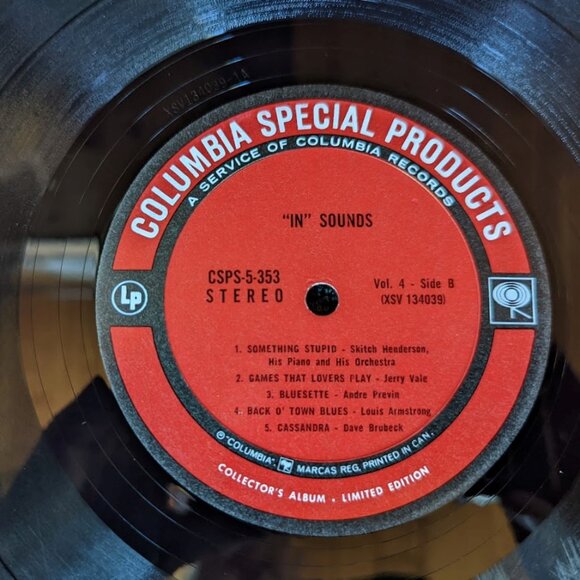 XSV134039-1A
COLUMBIA SPECIAL PRODUCTS
A SERVICE OF COLUMBIA RECORDS
"IN" SOUNDS
CSPS-5-353
STEREO
Vol. 4 - Side B
(XSV 134039)
Lp
1. SOMETHING STUPID - Skitch Henderson,
His Piano and His Orchestra
2. GAMES THAT LOVERS PLAY - Jerry Vale
3. BLUESETTE - Andre Previn
4. BACK O' TOWN BLUES - Louis Armstrong
5. CASSANDRA - Dave Brubeck
℗ "COLUMBIA", MARCAS REG. PRINTED IN CAN.
COLLECTOR'S ALBUM • LIMITED EDITION